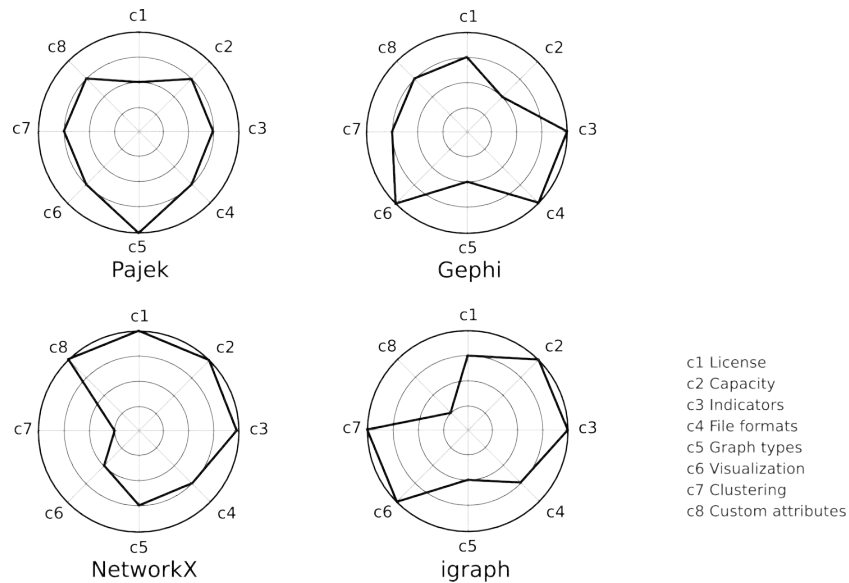 c1
c8
c2
c7
c3
c6
c4
c5
Pajek
c1
c8
c2
c7
c3
c6
c4
c5
Gephi
c1
c8
c2
c7
c3
c6
c4
c5
NetworkX
c1
c8
c2
c7
c3
c6
c4
c5
igraph
c1 License
c2 Capacity
c3 Indicators
c4 File formats
c5 Graph types
c6 Visualization
c7 Clustering
c8 Custom attributes